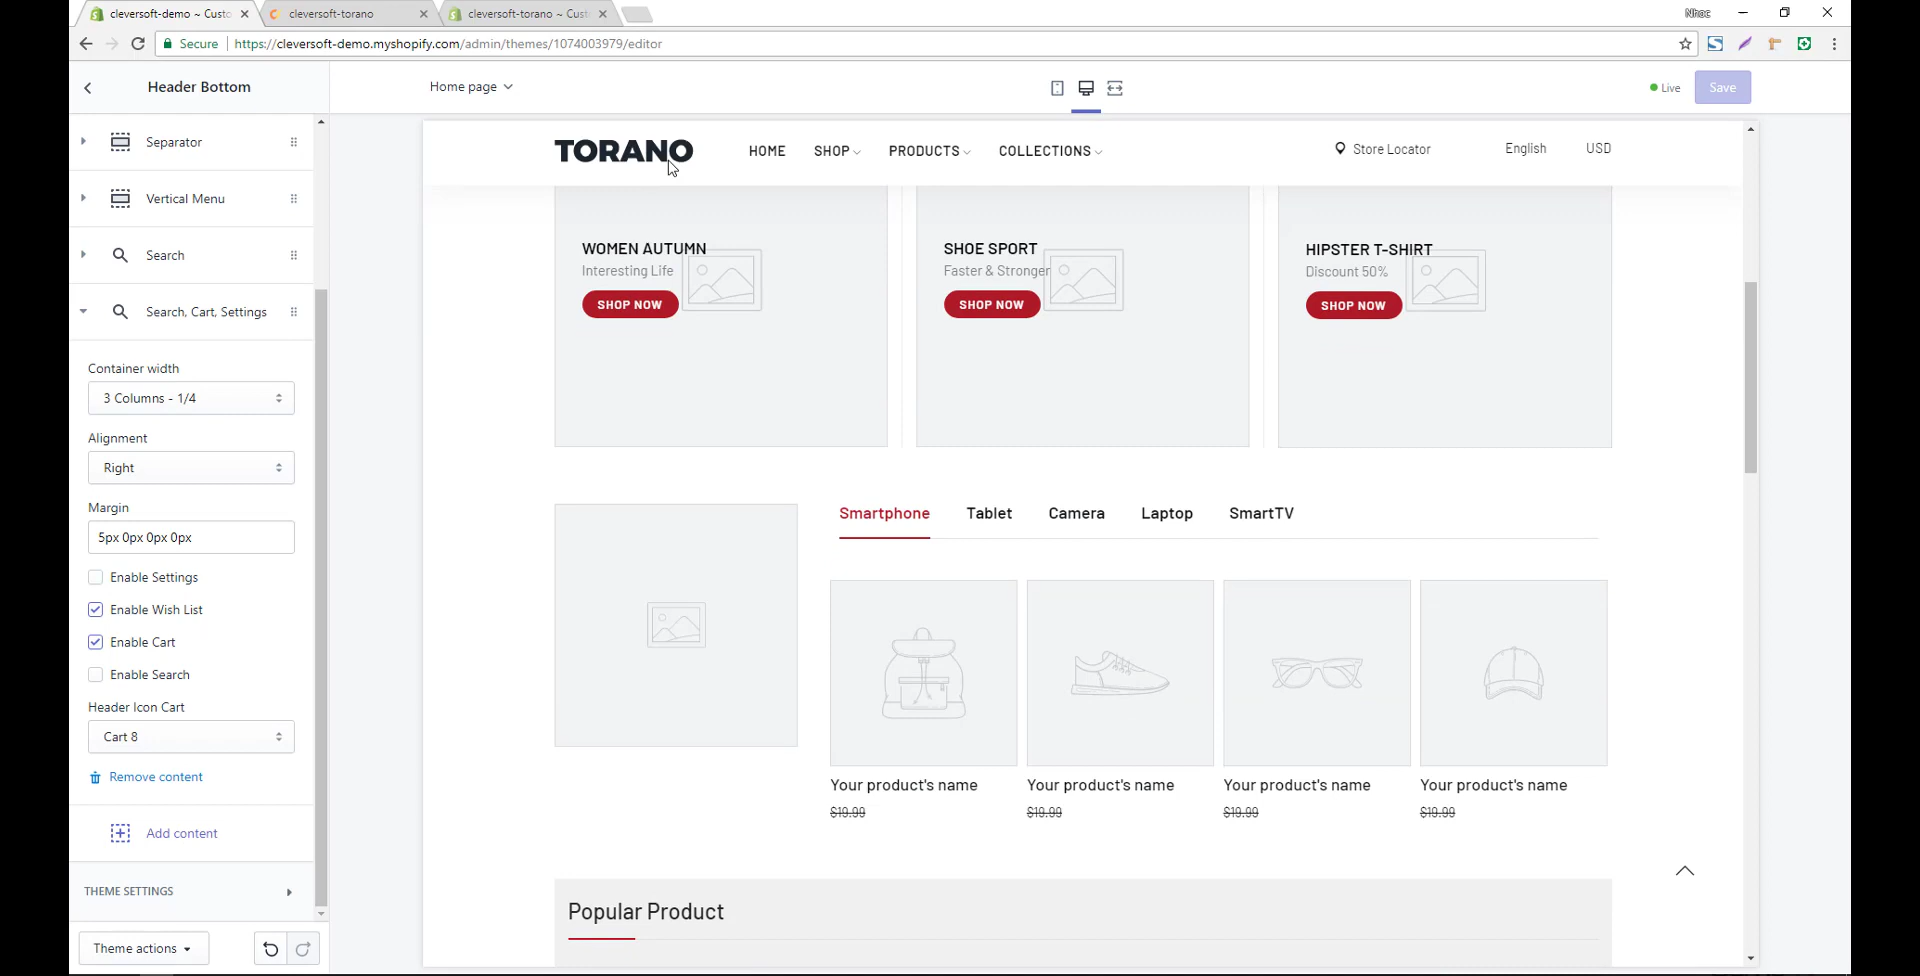 cleversoft-demo ~ Custo
cleversoft-torano
cleversoft-torano ~ Cust
Nhoc
Secure
https://cleversoft-demo.myshopify.com/admin/themes/1074003979/editor
Header Bottom
Home page
Live
Save
Separator
Vertical Menu
Search
Search, Cart, Settings
Container width
3 Columns - 1/4
Alignment
Right
Margin
5px 0px 0px 0px
Enable Settings
Enable Wish List
Enable Cart
Enable Search
Header Icon Cart
Cart 8
Remove content
Add content
THEME SETTINGS
Theme actions
TORANO
HOME SHOP PRODUCTS COLLECTIONS
Store Locator
English
USD
WOMEN AUTUMN
Interesting Life
SHOP NOW
SHOE SPORT
Faster & Stronger
SHOP NOW
HIPSTER T-SHIRT
Discount 50%
SHOP NOW
Smartphone Tablet Camera Laptop SmartTV
Your product's name
$19.99
Your product's name
$19.99
Your product's name
$19.99
Your product's name
$19.99
Popular Product